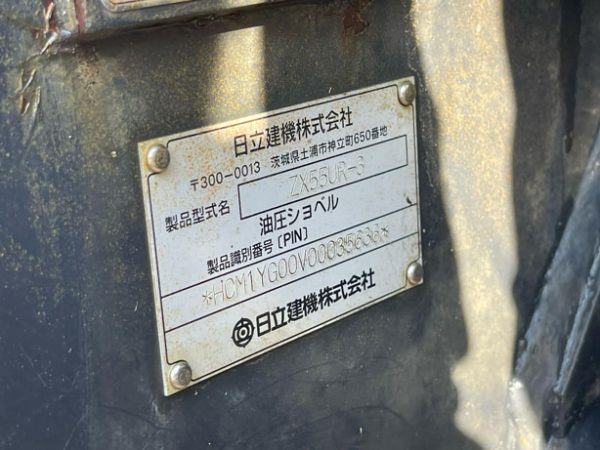 日立建機株式会社
〒300-0013 茨城県土浦市神立町650番地
製品型式名 ZX55UR-3
油圧ショベル
製品識別番号 [PIN]
*HCM1YG00V00035636*
日立建機株式会社